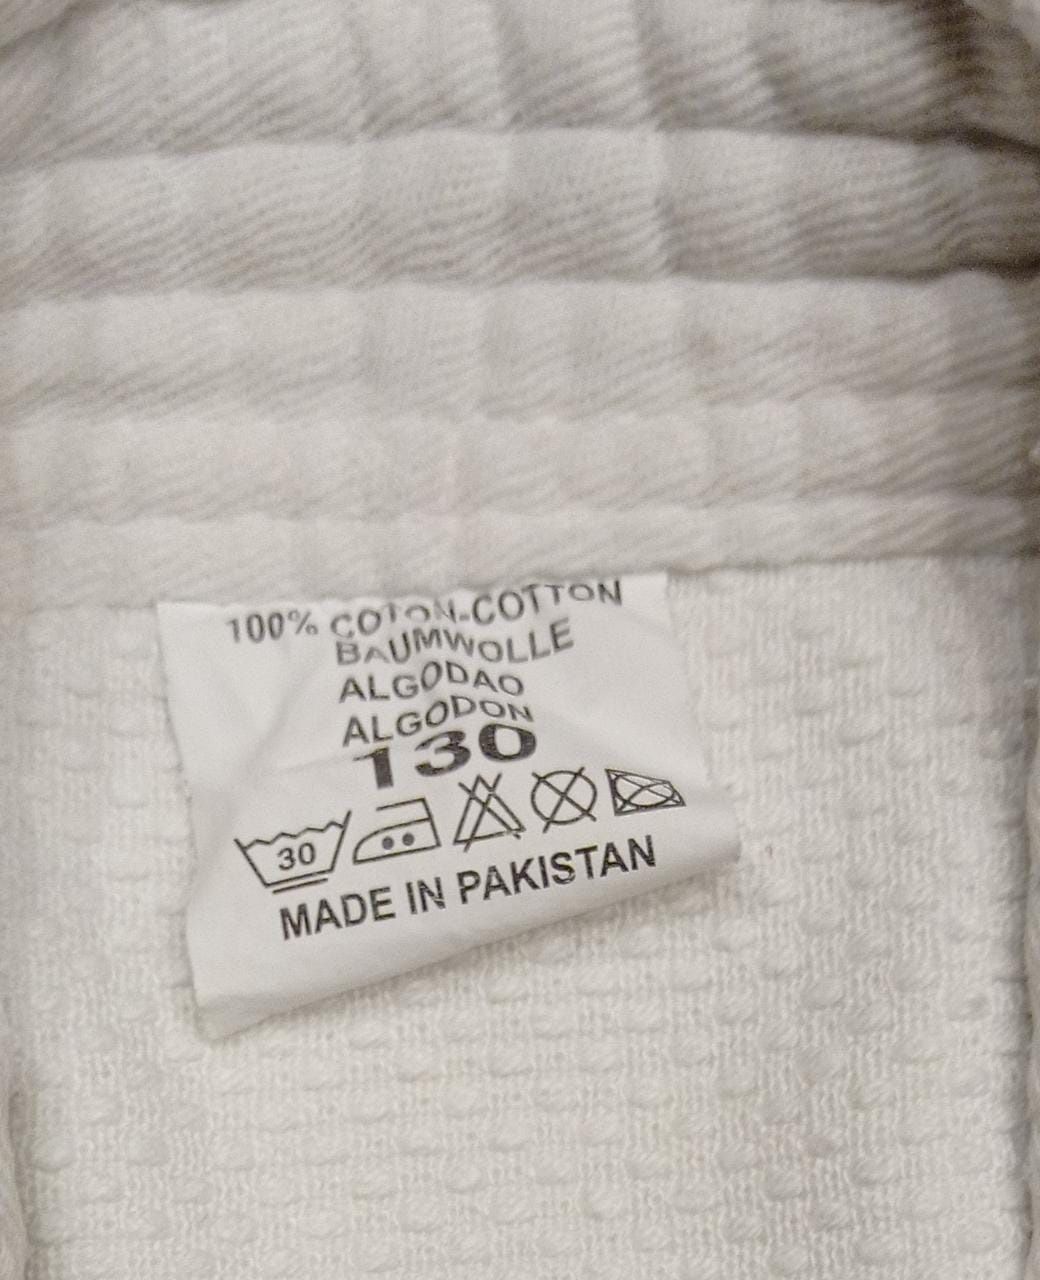 100% COTON-COTTON
BAUMWOLLE
ALGODAO
ALGODON
130
30
MADE IN PAKISTAN